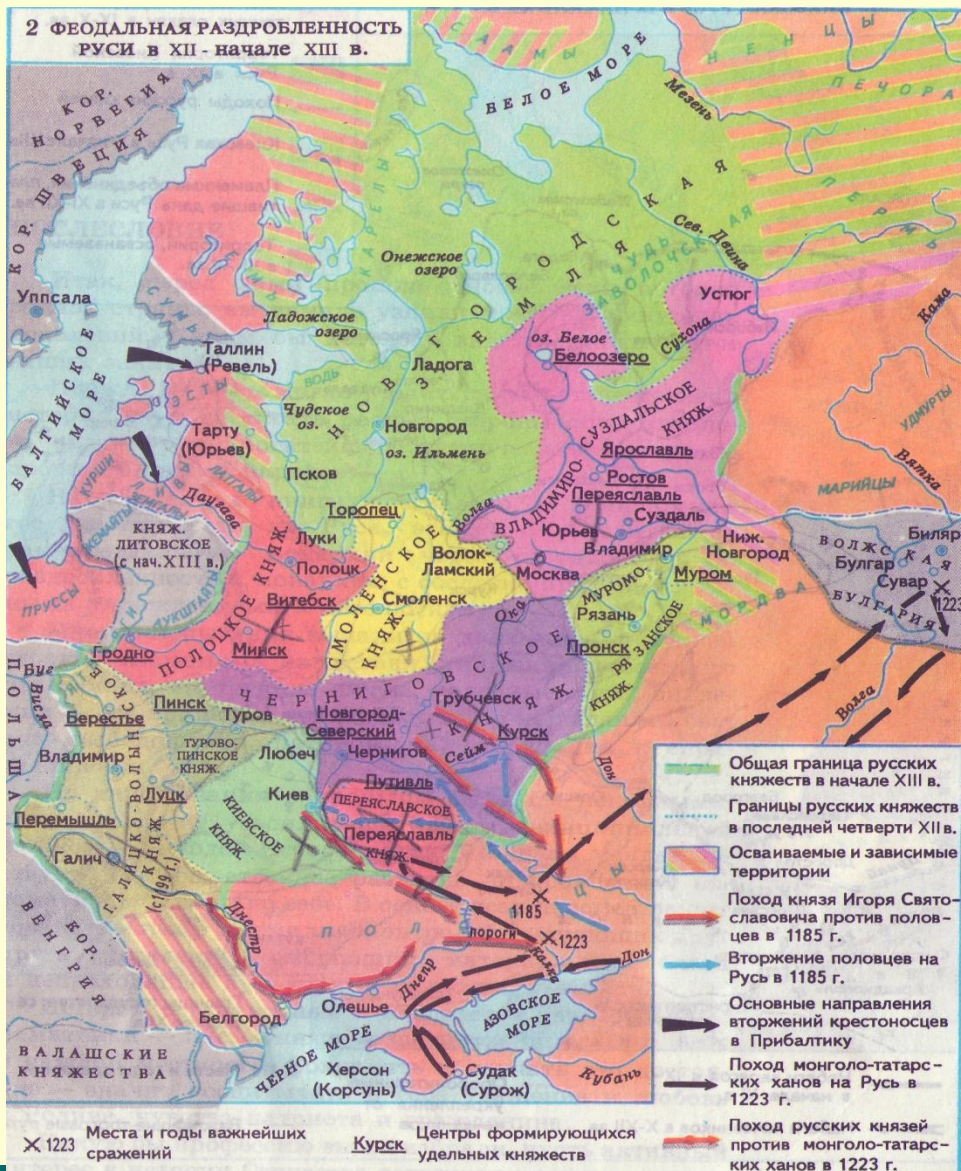 2 ФЕОДАЛЬНАЯ РАЗДРОБЛЕННОСТЬ
РУСИ в XII - начале XIII в.
СААМЫ
НЕНЦЫ
БЕЛОЕ МОРЕ
Мезень
ПЕЧОРА
КОР. НОРВЕГИЯ
КОР. ШВЕЦИЯ
КАРЕЛЫ
ПЕРМЬ
Онежское
озеро
Сев. Двина
ЧУДЬ
ЗАВОЛОЧСКАЯ
НОВГОРОДСКАЯ
ЗЕМЛЯ
Уппсала
СУМЬ
Ладожское
озеро
Устюг
Кама
БАЛТИЙСКОЕ
МОРЕ
Таллин
(Ревель)
оз. Белое
Белоозеро
Сухона
ВОДЬ
Ладога
ЭСТЫ
Чудское
оз.
Новгород
оз. Ильмень
УДМУРТЫ
Тарту
(Юрьев)
Псков
ВЛАДИМИРО-
СУЗДАЛЬСКОЕ
КНЯЖ.
Ярославль
Ростов
Переяславль
Вятка
МАРИЙЦЫ
КУРШИ
ЛАТГАЛЫ
Даугава
Торопец
Волга
Юрьев
Суздаль
ЖЕМАЙТЫ
ЗЕМГАЛЫ
КНЯЖ.
ЛИТОВСКОЕ
(с нач. XIII в.)
Луки
Полоцк
Волок-
Ламский
Владимир
Ниж.
Новгород
Биляр
ВОЛЖСКАЯ
Булгар
Сувар
1223
БУЛГАРИЯ
Москва
Муром
ПРУССЫ
АУКШТАЙТЫ
Витебск
Смоленск
СМОЛЕНСКОЕ
КНЯЖ.
Ока
МУРОМО-
Рязань
МОРДВА
ПОЛОЦКОЕ КНЯЖ.
Гродно
Минск
Пронск
РЯЗАНСКОЕ
КНЯЖ.
ПОЛЬША
Буг
Висла
ЧЕРНИГОВСКОЕ
КНЯЖ.
Трубчевск
Волга
Берестье
Пинск
Туров
Новгород-
Северский
Курск
Дон
Владимир
ТУРОВО-
ПИНСКОЕ
КНЯЖ.
Любеч
Чернигов
Сейм
Луцк
Путивль
Перемышль
Киев
ПЕРЕЯСЛАВСКОЕ
КИЕВСКОЕ
КНЯЖ.
Переяславль
КНЯЖ.
Галич
ГАЛИЦКО-ВОЛЫНСКОЕ
КНЯЖ.
(с 1199 г.)
1185
ПОЛОВЦЫ
пороги
1223
КОР.
ВЕНГРИЯ
Днестр
Калка
Днепр
Дон
Олешье
АЗОВСКОЕ
МОРЕ
Белгород
ВАЛАШСКИЕ
КНЯЖЕСТВА
ЧЕРНОЕ МОРЕ
Херсон
(Корсунь)
Судак
(Сурож)
Кубань
Общая граница русских
княжеств в начале XIII в.
Границы русских княжеств
в последней четверти XII в.
Осваиваемые и зависимые
территории
Поход князя Игоря Свято-
славовича против полов-
цев в 1185 г.
Вторжение половцев на
Русь в 1185 г.
Основные направления
вторжений крестоносцев
в Прибалтику
Поход монголо-татарс-
ких ханов на Русь в
1223 г.
Поход русских князей
против монголо-татарс-
ких ханов в 1223 г.
1223 Места и годы важнейших
сражений
Курск Центры формирующихся
удельных княжеств